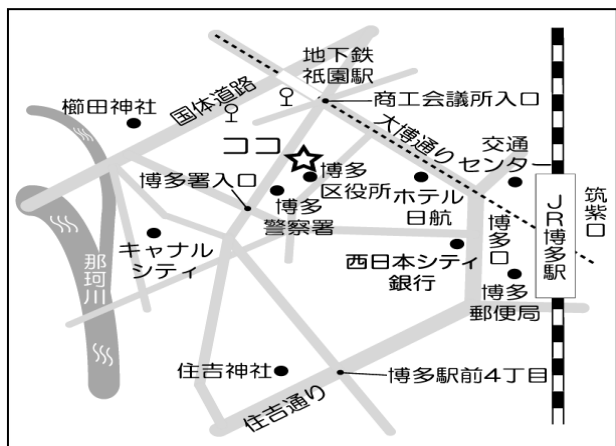 地下鉄
祇園駅
国体道路
櫛田神社
商工会議所入口
大博通り
交通
センター
ココ
博多
区役所
博多署入口
博多
警察署
ホテル
日航
筑紫口
JR博多駅
博多口
キャナル
シティ
那珂川
西日本シティ
銀行
博多
郵便局
住吉神社
博多駅前4丁目
住吉通り